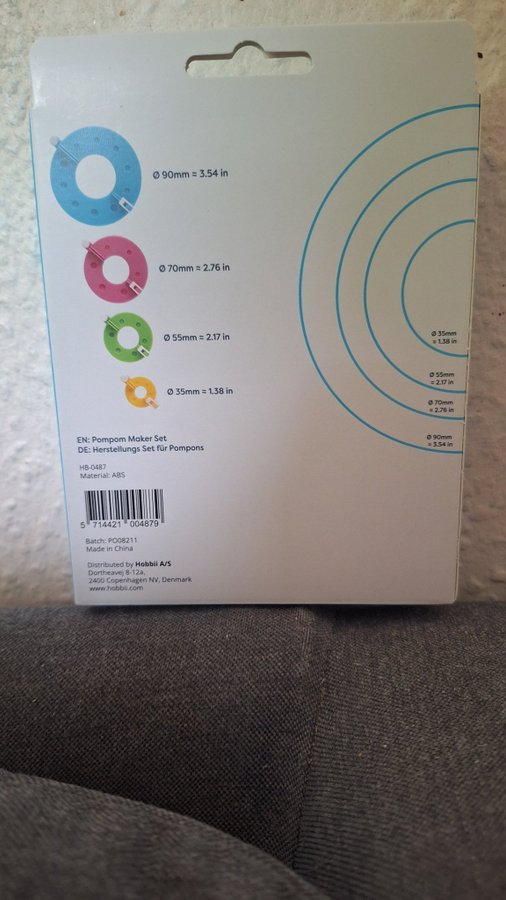 Ø 90mm = 3.54 in
Ø 70mm = 2.76 in
Ø 55mm = 2.17 in
Ø 35mm = 1.38 in
EN: Pompom Maker Set
DE: Herstellungs Set für Pompons
HB-0487
Material: ABS
5 714421 004879
Batch: PO08211
Made in China
Distributed by Hobbii A/S
Dortheavej 8-12a,
2400 Copenhagen NV, Denmark
www.hobbii.com
Ø 35mm
= 1.38 in
Ø 55mm
= 2.17 in
Ø 70mm
= 2.76 in
Ø 90mm
= 3.54 in